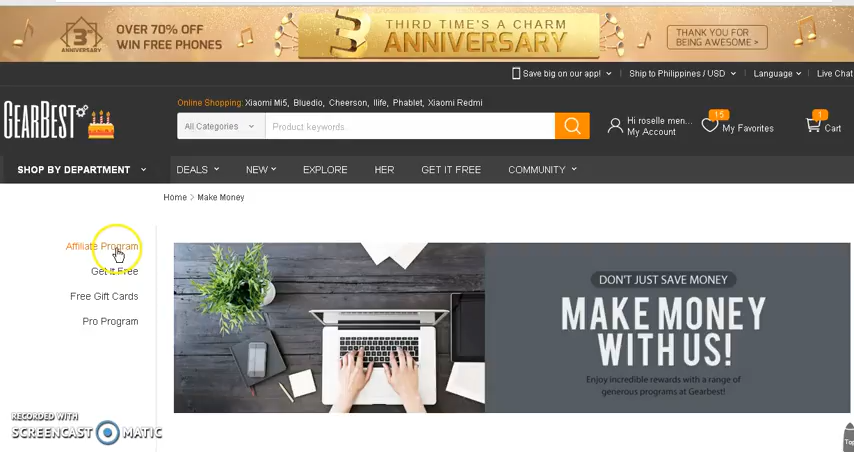 3RD
ANNIVERSARY
OVER 70% OFF
WIN FREE PHONES
THIRD TIME'S A CHARM
ANNIVERSARY
THANK YOU FOR
BEING AWESOME >
Save big on our app!
Ship to Philippines / USD
Language
Live Chat
GEARBEST
Online Shopping: Xiaomi Mi5, Bluedio, Cheerson, Ilife, Phablet, Xiaomi Redmi
All Categories
Product keywords..
Hi roselle men...
My Account
15
My Favorites
1
Cart
SHOP BY DEPARTMENT
DEALS
NEW
EXPLORE
HER
GET IT FREE
COMMUNITY
Home > Make Money
Affiliate Program
Get It Free
Free Gift Cards
Pro Program
DON'T JUST SAVE MONEY
MAKE MONEY
WITH US!
Enjoy incredible rewards with a range of
generous programs at Gearbest!
RECORDED WITH
SCREENCAST MATIC
Top